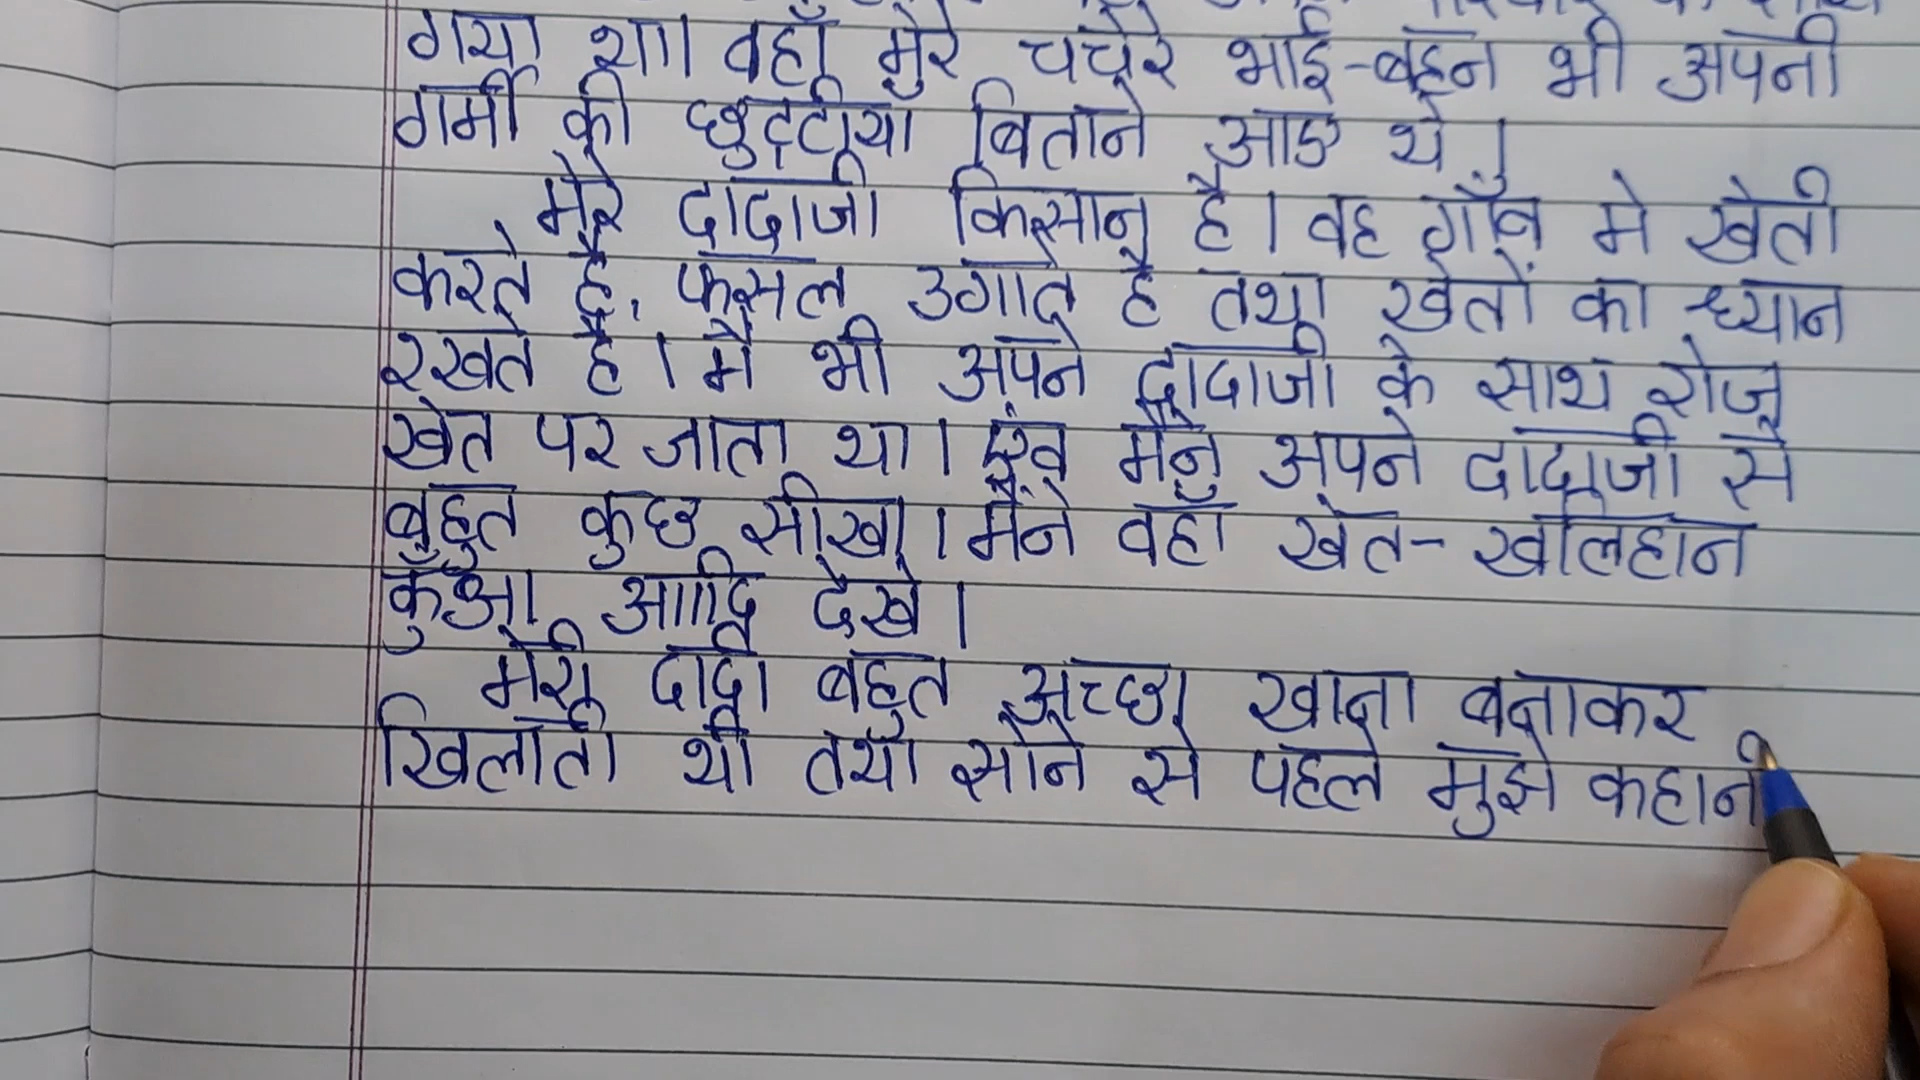 गया था। वहाँ मेरे चचेरे भाई-बहन भी अपनी
गर्मी की छुट्टीयाँ बिताने आए थे।
मेरे दादाजी किसान है। वह गाँव मे खेती
करते है, फसल उगाते है तथा खेतों का ध्यान
रखते है। मै भी अपने दादाजी के साथ रोज
खेत पर जाता था। एंव मैने अपने दादाजी से
बहुत कुछ सीखा। मैंने वहाँ खेत-खलिहान
कुँआ आदि देखे।
मेरी दादी बहुत अच्छा खाना बनाकर
खिलाती थी तथा सोने से पहले मुझे कहानी